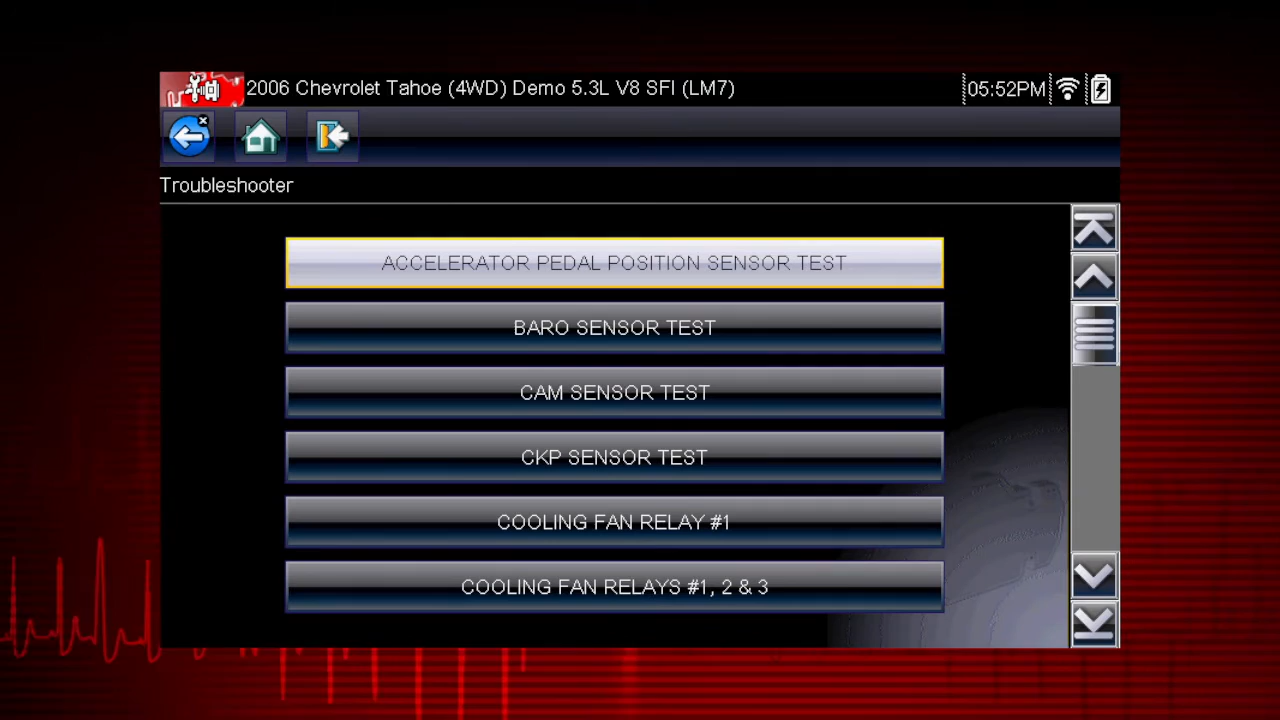 2006 Chevrolet Tahoe (4WD) Demo 5.3L V8 SFI (LM7) 05:52PM
Troubleshooter
ACCELERATOR PEDAL POSITION SENSOR TEST
BARO SENSOR TEST
CAM SENSOR TEST
CKP SENSOR TEST
COOLING FAN RELAY #1
COOLING FAN RELAYS #1, 2 & 3